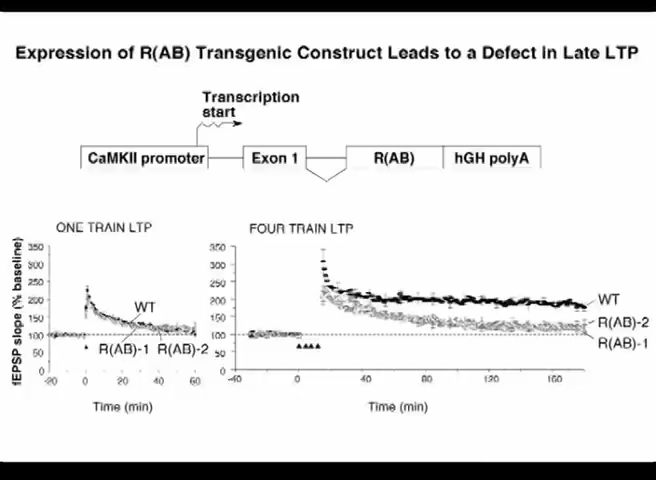 Expression of R(AB) Transgenic Construct Leads to a Defect in Late LTP
Transcription
start
CaMKII promoter
Exon 1
R(AB)
hGH polyA
ONE TRAIN LTP
FOUR TRAIN LTP
fEPSP slope (% baseline)
350
300
250
200
150
100
50
0
-20
0
20
40
60
Time (min)
WT
R(AB)-1
R(AB)-2
350
300
250
200
150
100
50
0
-40
0
40
80
120
160
Time (min)
WT
R(AB)-2
R(AB)-1